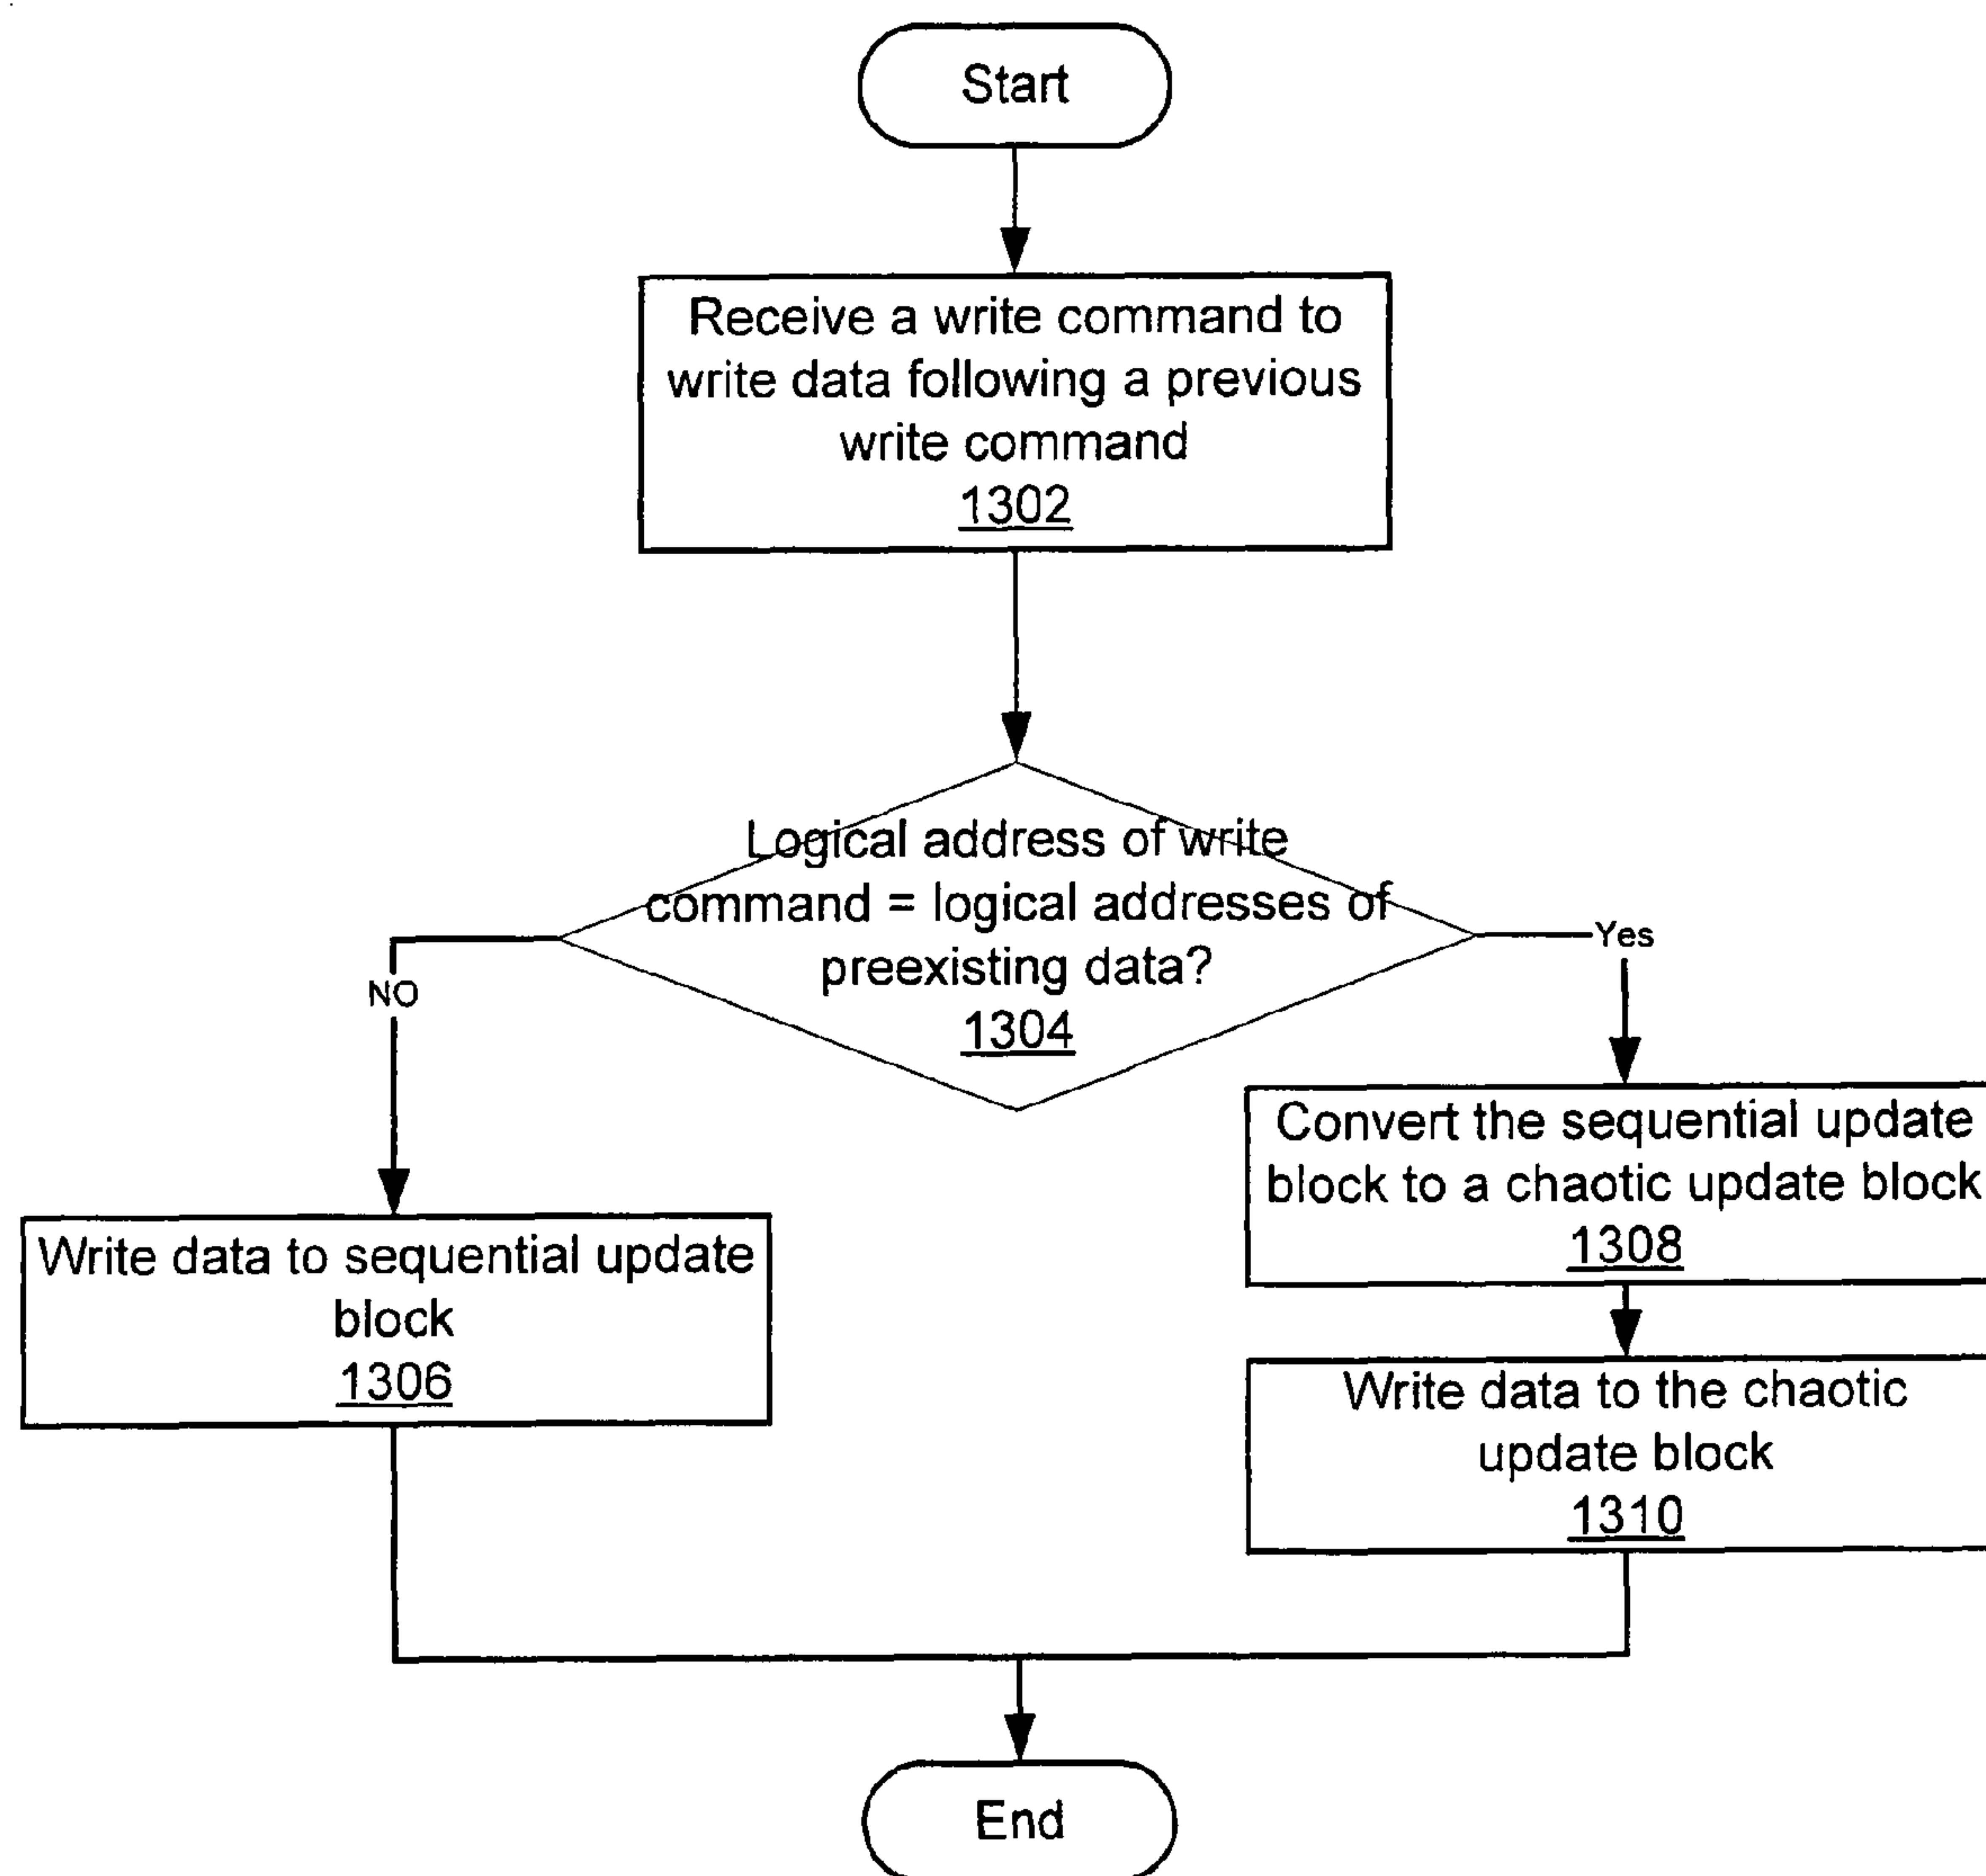 Start
Receive a write command to
write data following a previous
write command
1302
Logical address of write
command = logical addresses of
preexisting data?
1304
NO
Yes
Convert the sequential update
block to a chaotic update block
1308
Write data to sequential update
block
1306
Write data to the chaotic
update block
1310
End